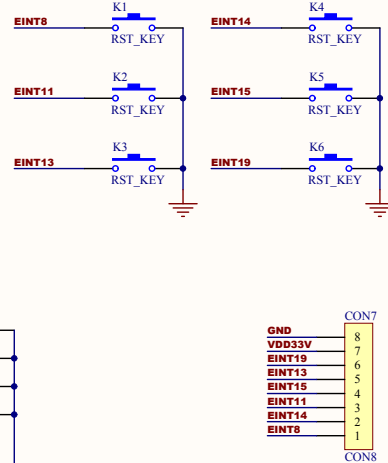 K1
EINT8
RST_KEY
K4
EINT14
RST_KEY
K2
EINT11
RST_KEY
K5
EINT15
RST_KEY
K3
EINT13
RST_KEY
K6
EINT19
RST_KEY
CON7
GND 8
VDD33V 7
EINT19 6
EINT13 5
EINT15 4
EINT11 3
EINT14 2
EINT8 1
CON8